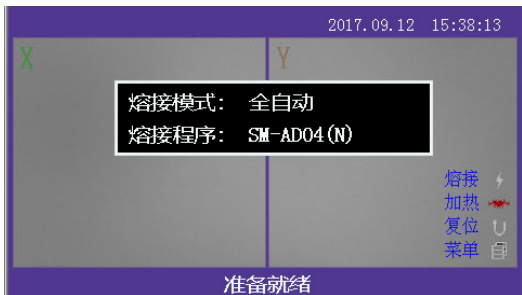 2017.09.12 15:38:13
X Y
熔接模式: 全自动
熔接程序: SM-AD04(N)
熔接
加热
复位
菜单
准备就绪